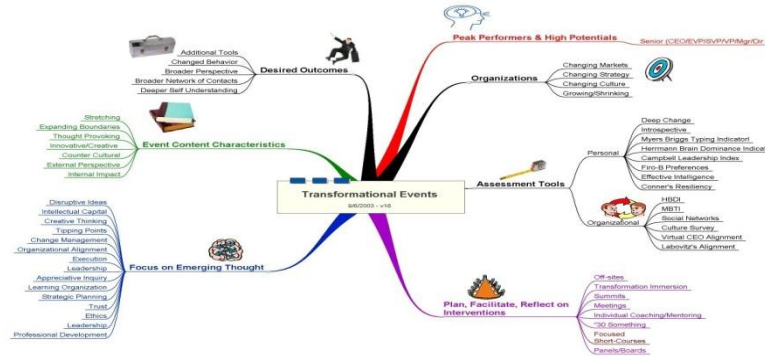 Transformational Events
9/6/2003 - v16
Peak Performers & High Potentials
Senior (CEO/EVP/SVP/VP/Mgr/Dir
Organizations
Changing Markets
Changing Strategy
Changing Culture
Growing/Shrinking
Assessment Tools
Personal
Deep Change
Introspective
Myers Briggs Typing Indicatorl
Herrmann Brain Dominance Indicat
Campbell Leadership Index
Firo-B Preferences
Effective Intelligence
Conner's Resiliency
Organizational
HBDI
MBTI
Social Networks
Culture Survey
Virtual CEO Alignment
Labovitz's Alignment
Plan, Facilitate, Reflect on
Interventions
Off-sites
Transformation Immersion
Summits
Meetings
Individual Coaching/Mentoring
"30 Something
Focused
Short-Courses
Panels/Boards
Desired Outcomes
Additional Tools
Changed Behavior
Broader Perspective
Broader Network of Contacts
Deeper Self Understanding
Event Content Characteristics
Stretching
Expanding Boundaries
Thought Provoking
Innovative/Creative
Counter Cultural
External Perspective
Internal Impact
Focus on Emerging Thought
Disruptive Ideas
Intellectual Capital
Creative Thinking
Tipping Points
Change Management
Organizational Alignment
Execution
Leadership
Appreciative Inquiry
Learning Organization
Strategic Planning
Trust
Ethics
Leadership
Professional Development